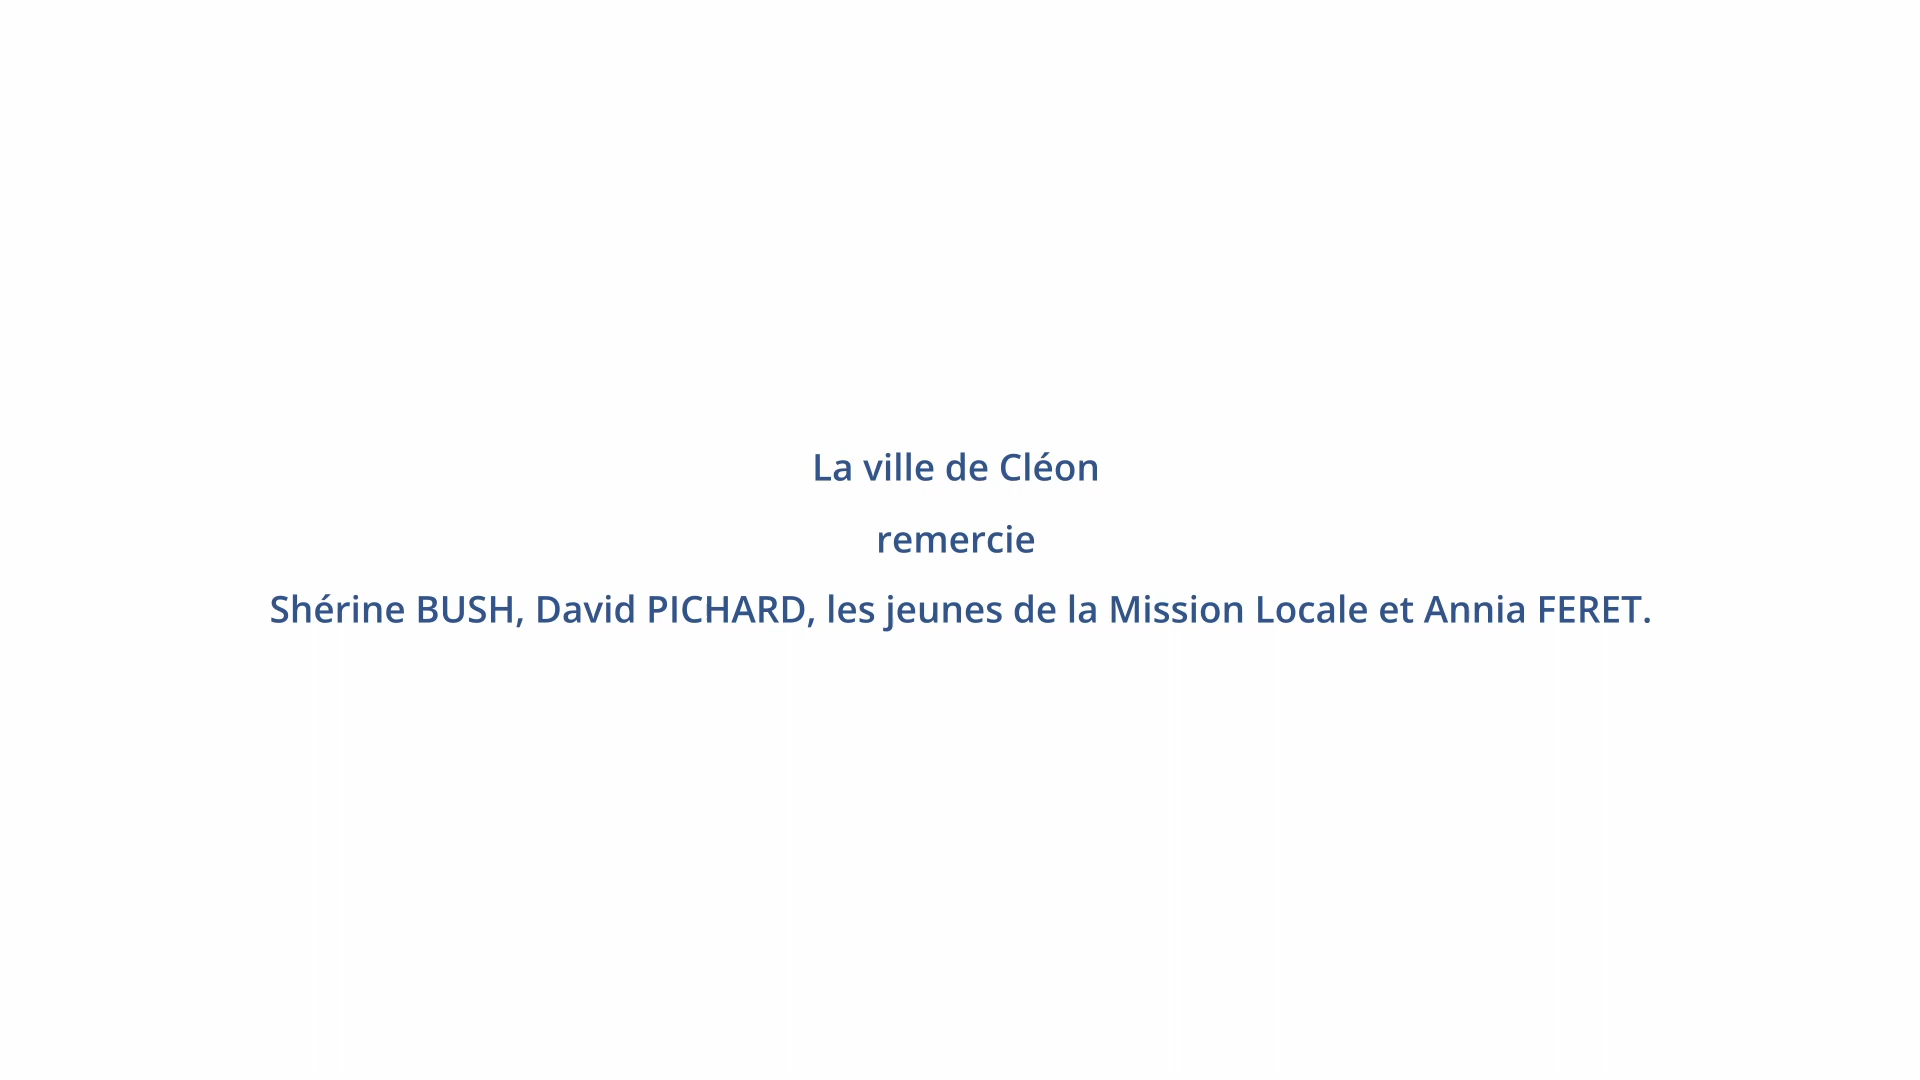 La ville de Cléon
remercie
Shérine BUSH, David PICHARD, les jeunes de la Mission Locale et Annia FERET.